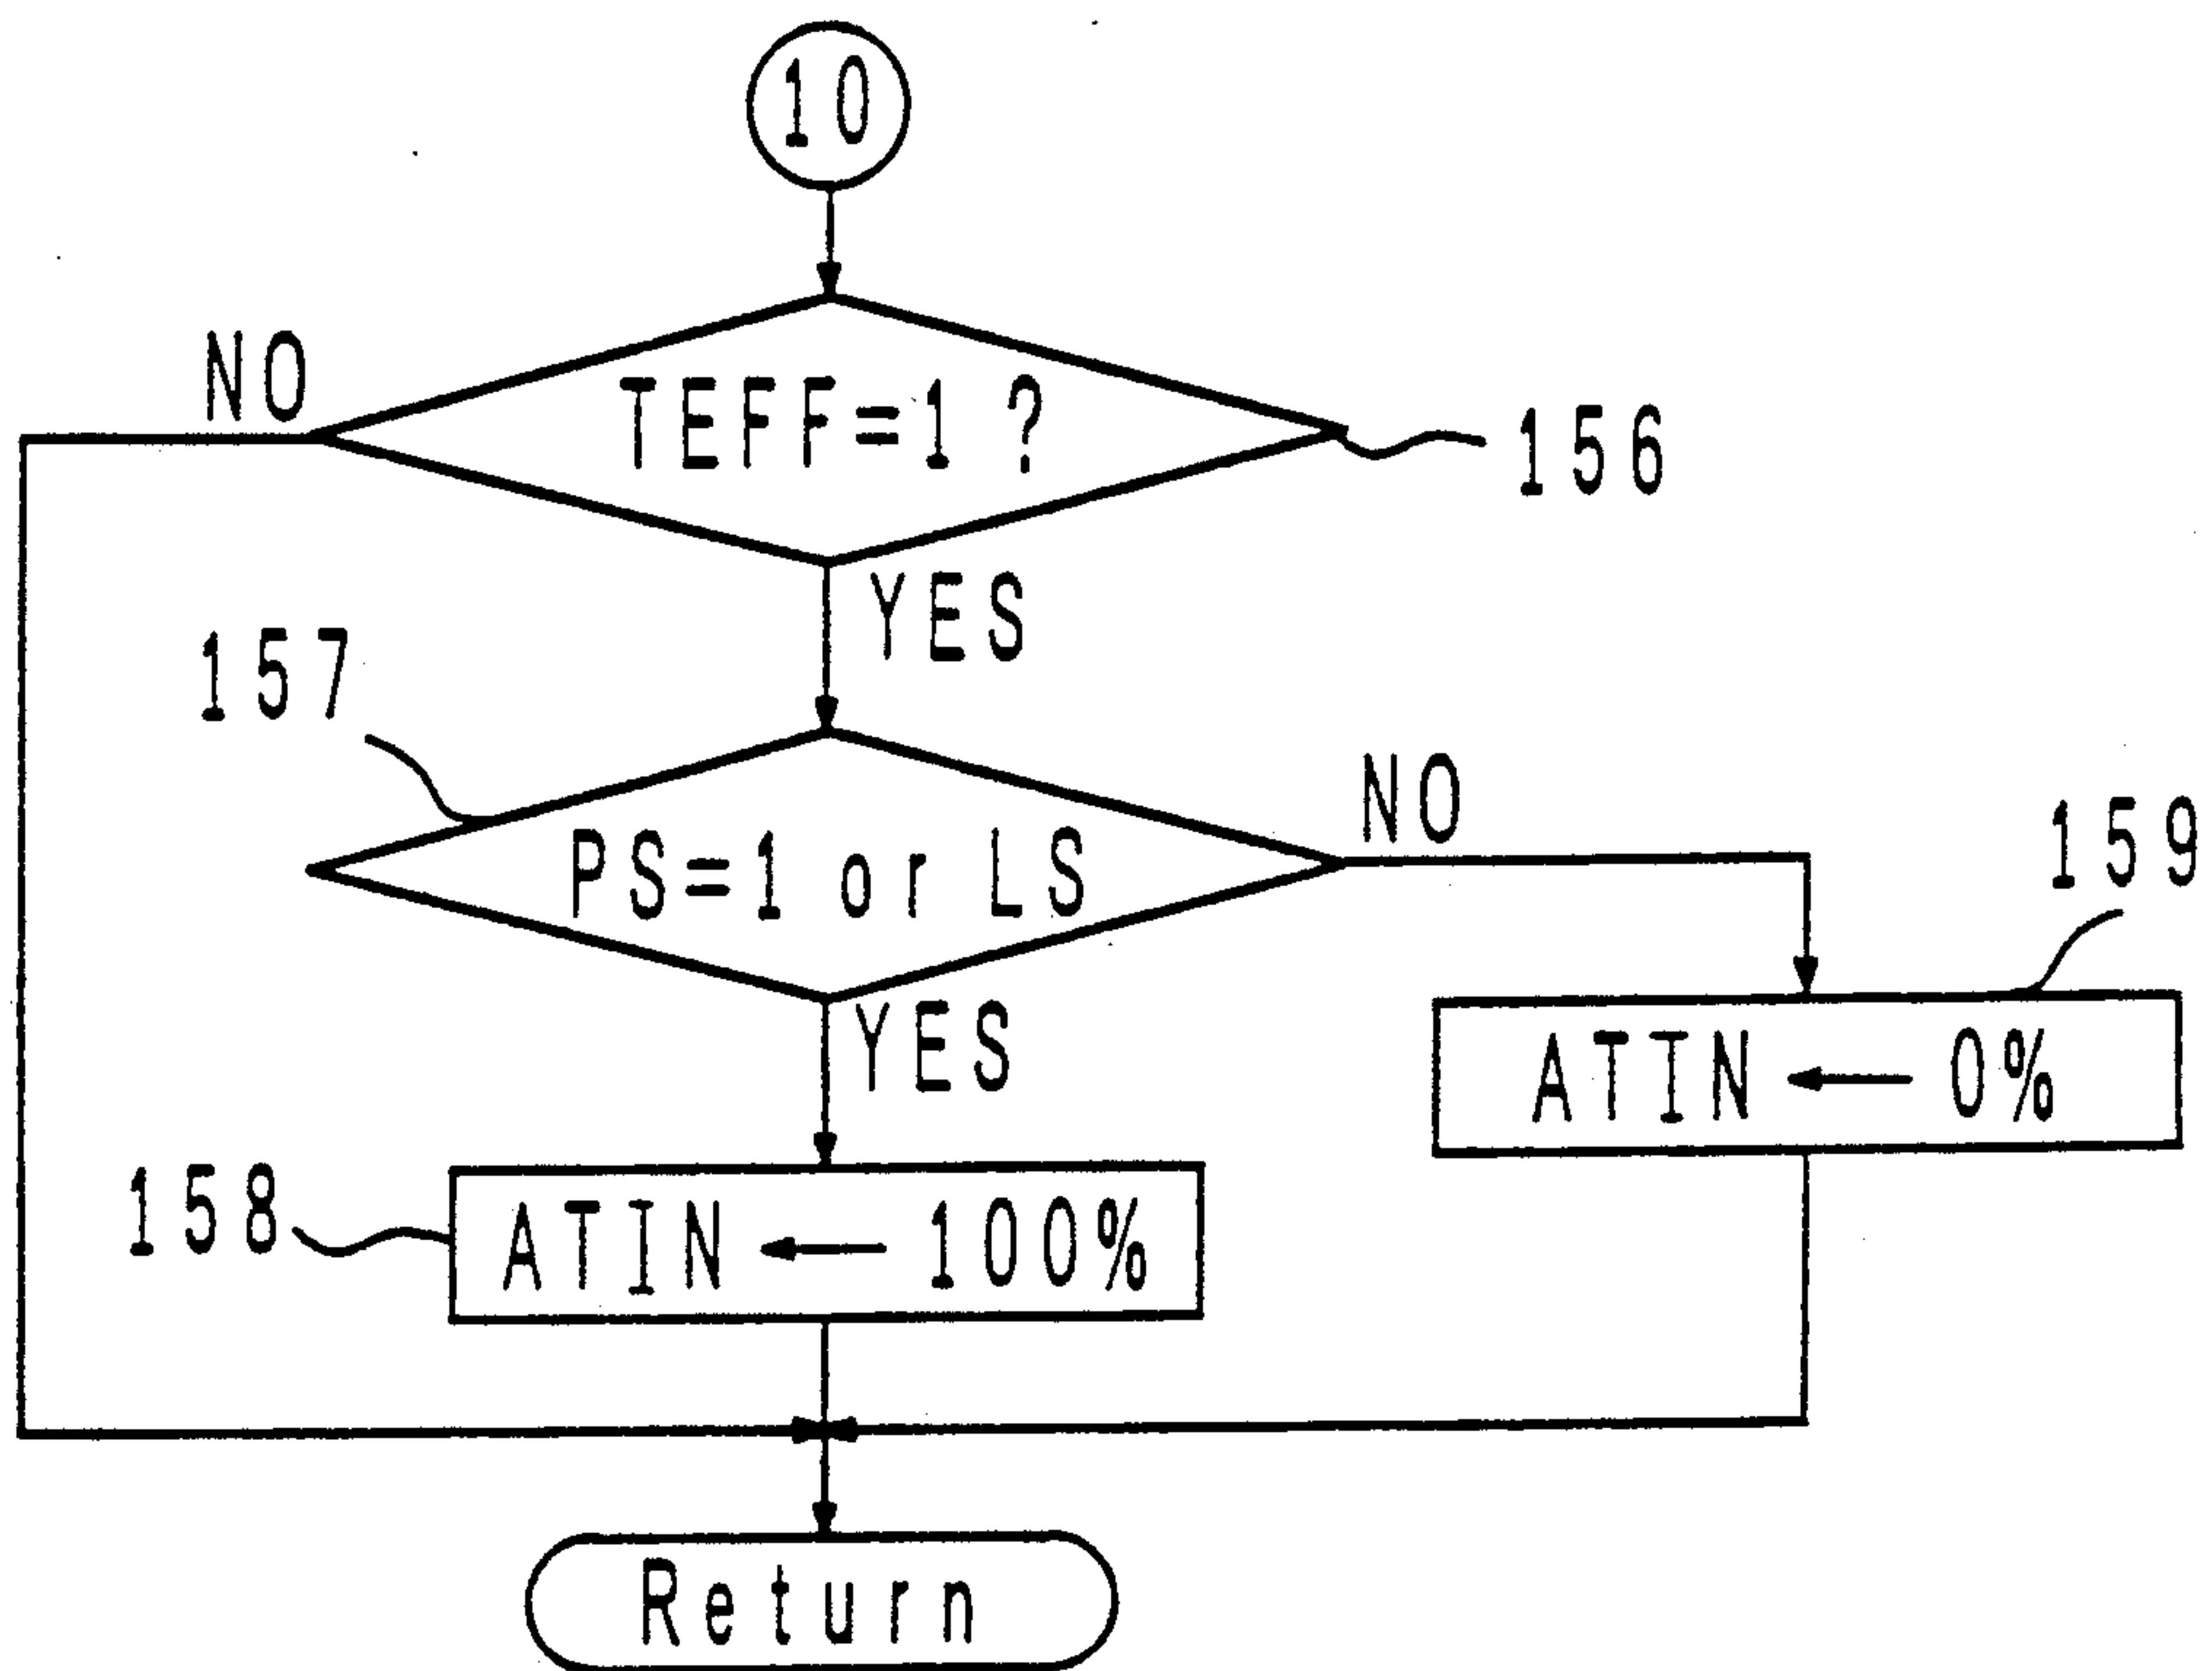 10
NO
TEFF=1?
156
YES
157
NO
PS=1 or LS
159
YES
ATIN ← 0%
158
ATIN ← 100%
Return